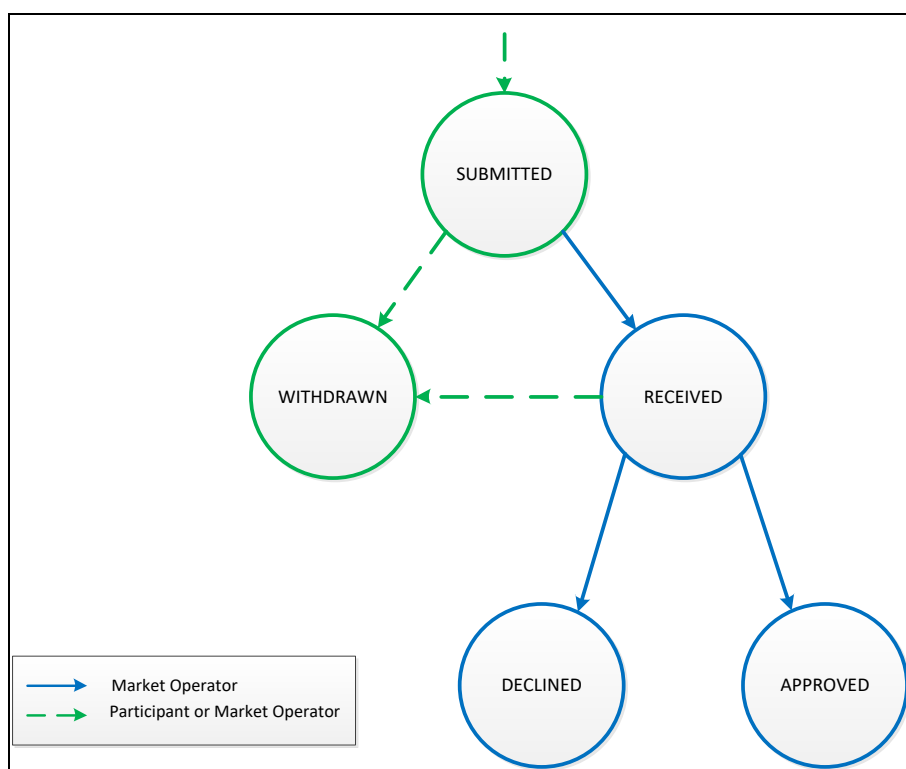 SUBMITTED
WITHDRAWN
RECEIVED
DECLINED
APPROVED
Market Operator
Participant or Market Operator